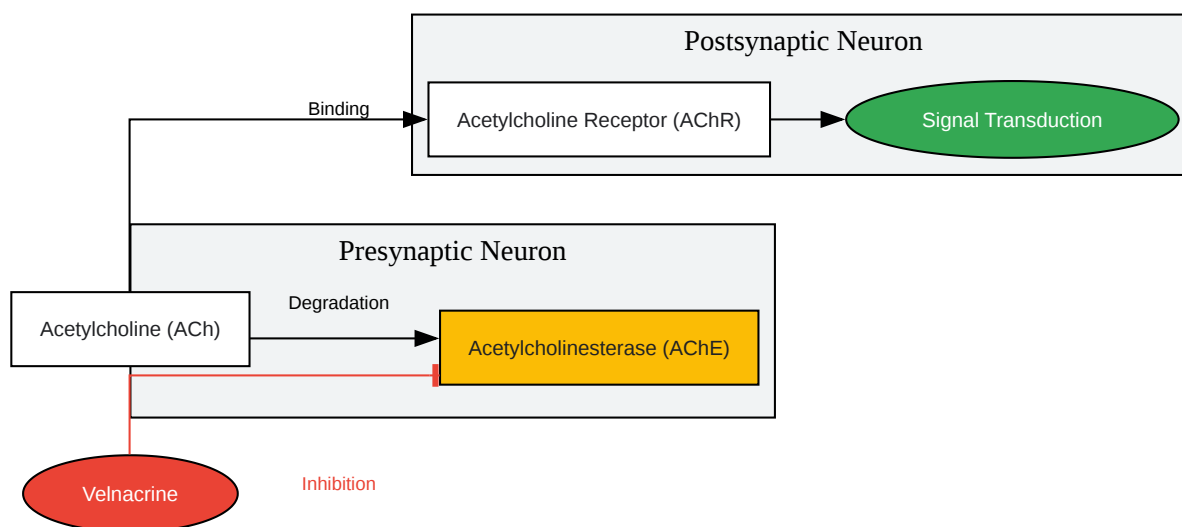 Postsynaptic Neuron
Binding
Acetylcholine Receptor (AChR)
Signal Transduction
Presynaptic Neuron
Degradation
Acetylcholine (ACh)
Acetylcholinesterase (AChE)
Velnacrine
Inhibition